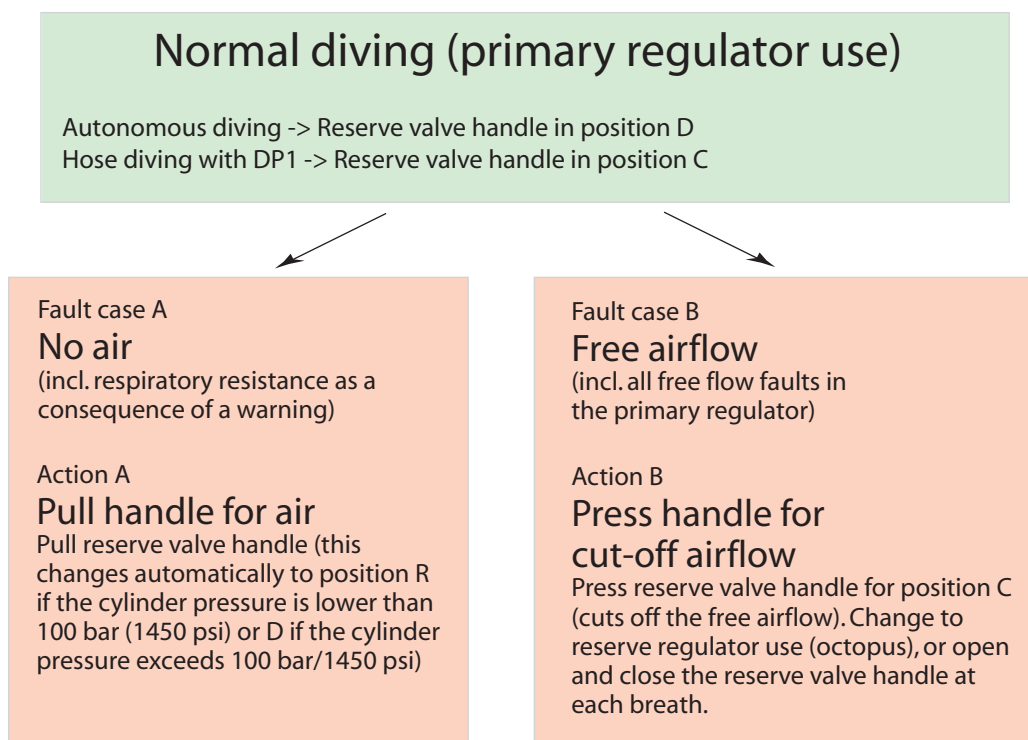 Normal diving (primary regulator use)
Autonomous diving -> Reserve valve handle in position D
Hose diving with DP1 -> Reserve valve handle in position C
Fault case A
No air
(incl. respiratory resistance as a
consequence of a warning)
Action A
Pull handle for air
Pull reserve valve handle (this
changes automatically to position R
if the cylinder pressure is lower than
100 bar (1450 psi) or D if the cylinder
pressure exceeds 100 bar/1450 psi)
Fault case B
Free airflow
(incl. all free flow faults in
the primary regulator)
Action B
Press handle for
cut-off airflow
Press reserve valve handle for position C
(cuts off the free airflow). Change to
reserve regulator use (octopus), or open
and close the reserve valve handle at
each breath.